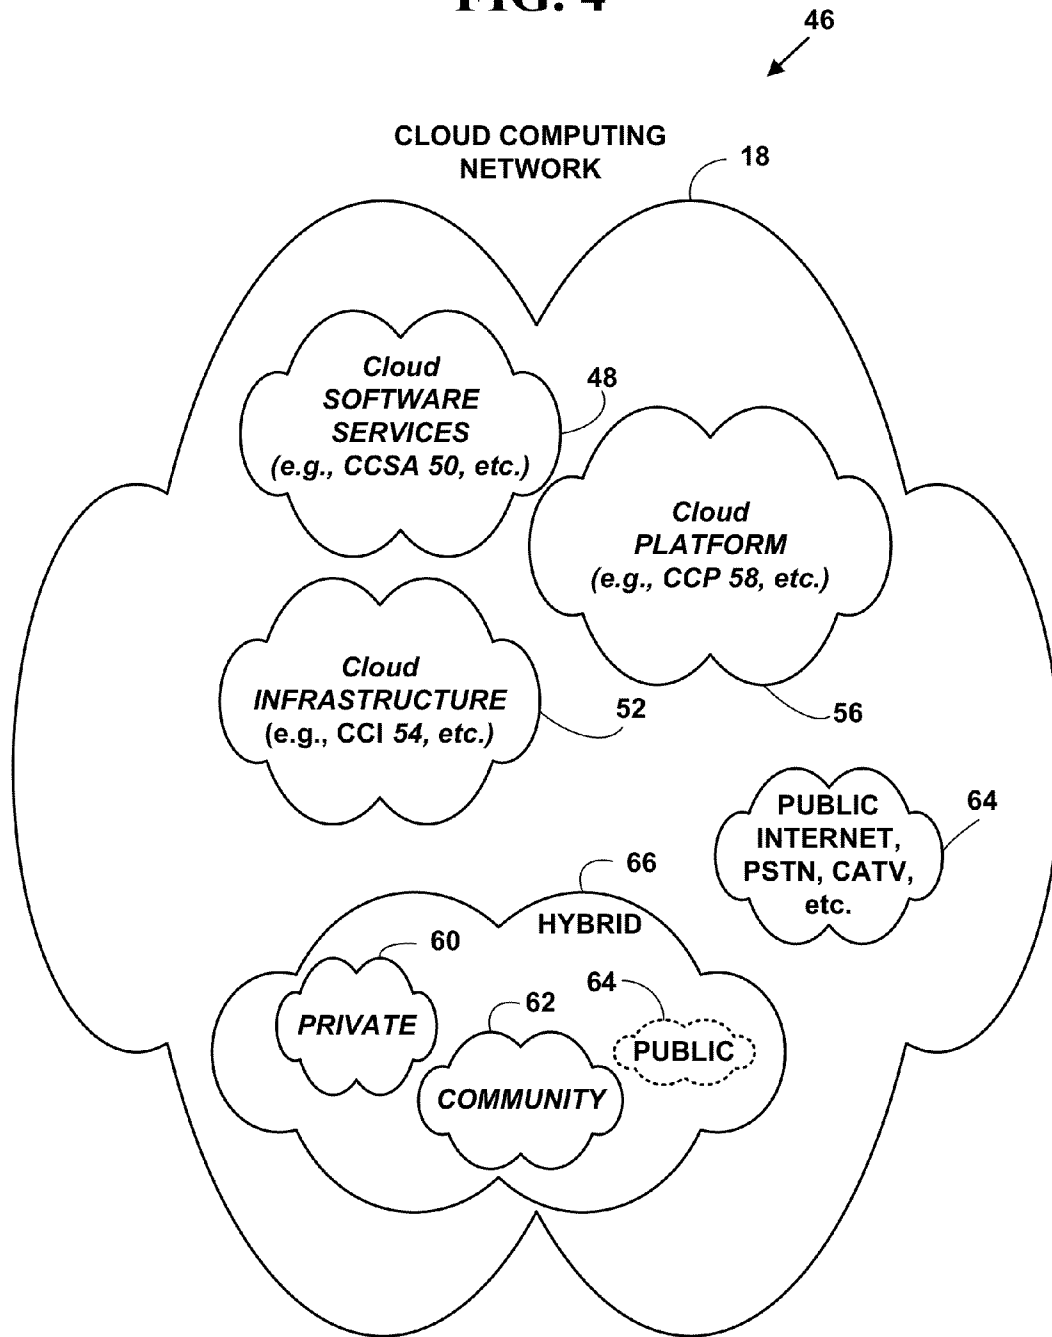 FIG. 4
46
CLOUD COMPUTING
NETWORK
18
Cloud
SOFTWARE
SERVICES
(e.g., CCSA 50, etc.)
48
Cloud
PLATFORM
(e.g., CCP 58, etc.)
56
Cloud
INFRASTRUCTURE
(e.g., CCI 54, etc.)
52
PUBLIC
INTERNET,
PSTN, CATV,
etc.
64
66
HYBRID
60
PRIVATE
62
COMMUNITY
64
PUBLIC